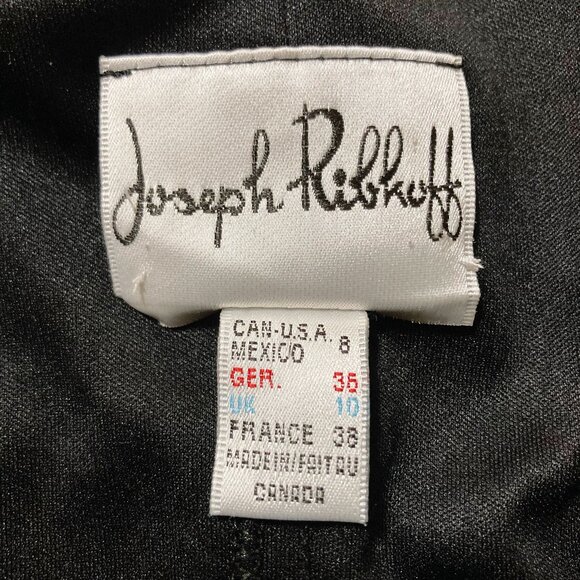 Joseph Ribkoff
CAN-U.S.A. 8
MEXICO
GER. 36
UK 10
FRANCE 38
MADE IN/FAIT AU
CANADA